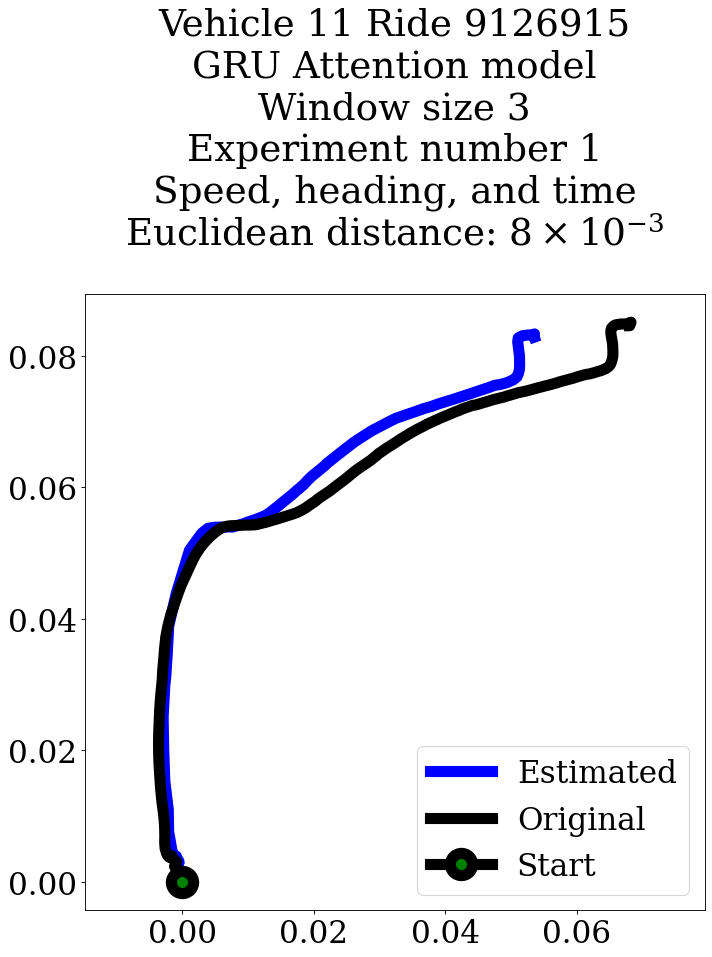 Vehicle 11 Ride 9126915
GRU Attention model
Window size 3
Experiment number 1
Speed, heading, and time
Euclidean distance: 8 × 10⁻³
0.08
0.06
0.04
0.02
0.00
Estimated
Original
Start
0.00 0.02 0.04 0.06